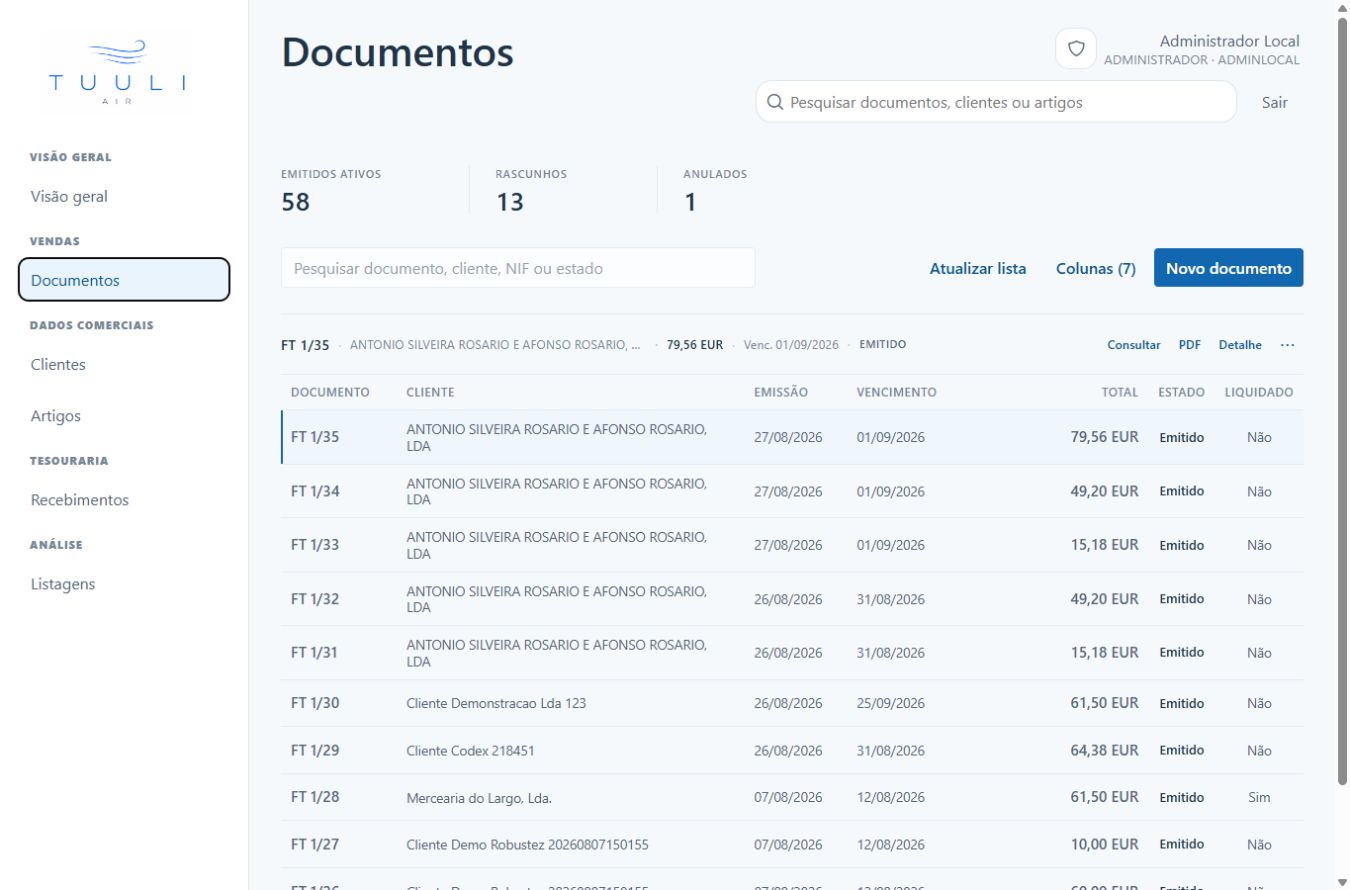 TUULI
AIR
VISÃO GERAL
Visão geral
VENDAS
Documentos
DADOS COMERCIAIS
Clientes
Artigos
TESOURARIA
Recebimentos
ANÁLISE
Listagens
Documentos
Administrador Local
ADMINISTRADOR · ADMINLOCAL
Pesquisar documentos, clientes ou artigos
Sair
EMITIDOS ATIVOS
58
RASCUNHOS
13
ANULADOS
1
Pesquisar documento, cliente, NIF ou estado
Atualizar lista
Colunas (7)
Novo documento
FT 1/35 · ANTONIO SILVEIRA ROSARIO E AFONSO ROSARIO, ... · 79,56 EUR · Venc. 01/09/2026 · EMITIDO
Consultar PDF Detalhe ···
DOCUMENTO CLIENTE EMISSÃO VENCIMENTO TOTAL ESTADO LIQUIDADO
FT 1/35 ANTONIO SILVEIRA ROSARIO E AFONSO ROSARIO, LDA 27/08/2026 01/09/2026 79,56 EUR Emitido Não
FT 1/34 ANTONIO SILVEIRA ROSARIO E AFONSO ROSARIO, LDA 27/08/2026 01/09/2026 49,20 EUR Emitido Não
FT 1/33 ANTONIO SILVEIRA ROSARIO E AFONSO ROSARIO, LDA 27/08/2026 01/09/2026 15,18 EUR Emitido Não
FT 1/32 ANTONIO SILVEIRA ROSARIO E AFONSO ROSARIO, LDA 26/08/2026 31/08/2026 49,20 EUR Emitido Não
FT 1/31 ANTONIO SILVEIRA ROSARIO E AFONSO ROSARIO, LDA 26/08/2026 31/08/2026 15,18 EUR Emitido Não
FT 1/30 Cliente Demonstracao Lda 123 26/08/2026 25/09/2026 61,50 EUR Emitido Não
FT 1/29 Cliente Codex 218451 26/08/2026 31/08/2026 64,38 EUR Emitido Não
FT 1/28 Mercearia do Largo, Lda. 07/08/2026 12/08/2026 61,50 EUR Emitido Sim
FT 1/27 Cliente Demo Robustez 20260807150155 07/08/2026 12/08/2026 10,00 EUR Emitido Não